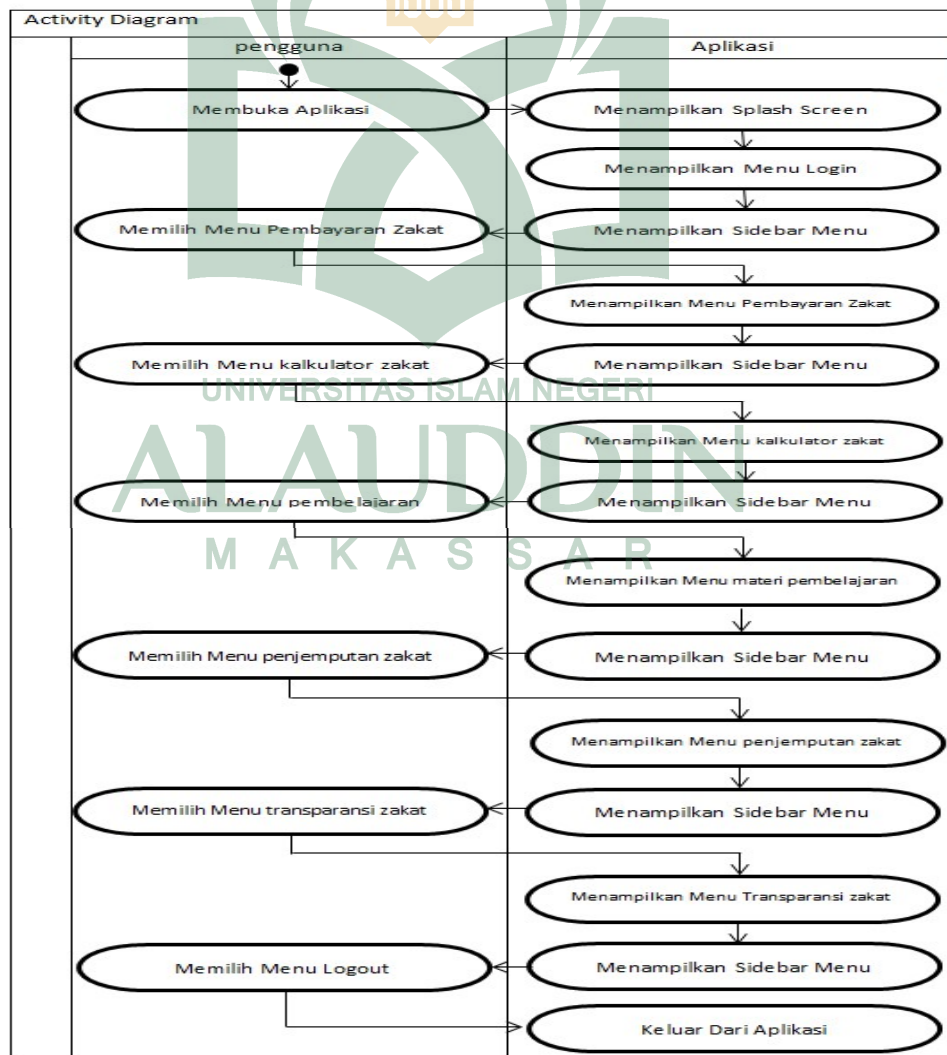 Activity Diagram
pengguna
Aplikasi
Membuka Aplikasi
Menampilkan Splash Screen
Menampilkan Menu Login
Memilih Menu Pembayaran Zakat
Menampilkan Sidebar Menu
Menampilkan Menu Pembayaran Zakat
Memilih Menu kalkulator zakat
Menampilkan Sidebar Menu
UNIVERSITAS ISLAM NEGERI
Menampilkan Menu kalkulator zakat
ALAUDDIN
Memilih Menu pembelajaran
Menampilkan Sidebar Menu
MAKASSAR
Menampilkan Menu materi pembelajaran
Memilih Menu penjemputan zakat
Menampilkan Sidebar Menu
Menampilkan Menu penjemputan zakat
Memilih Menu transparansi zakat
Menampilkan Sidebar Menu
Menampilkan Menu Transparansi zakat
Memilih Menu Logout
Menampilkan Sidebar Menu
Keluar Dari Aplikasi